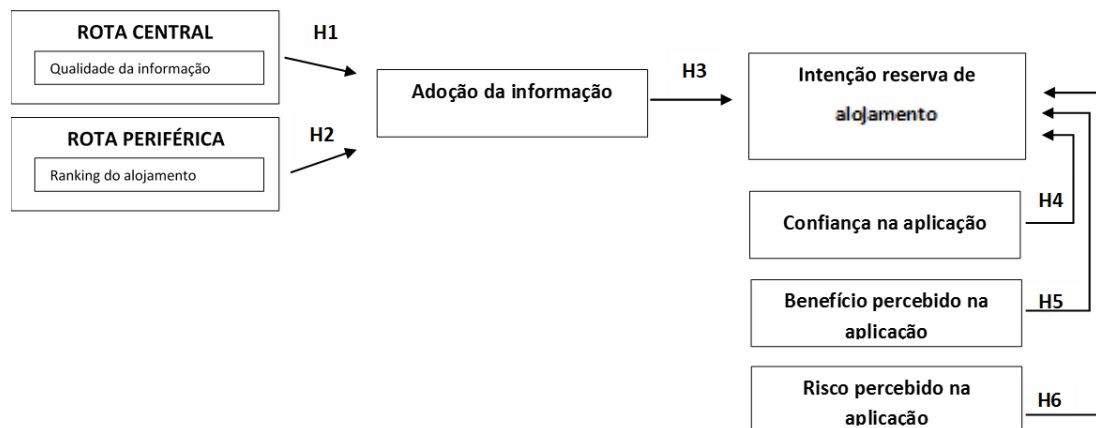 ROTA CENTRAL
Qualidade da informação
H1
ROTA PERIFÉRICA
Ranking do alojamento
H2
Adoção da informação
H3
Intenção reserva de
alojamento
Confiança na aplicação
H4
Benefício percebido na
aplicação
H5
Risco percebido na
aplicação
H6